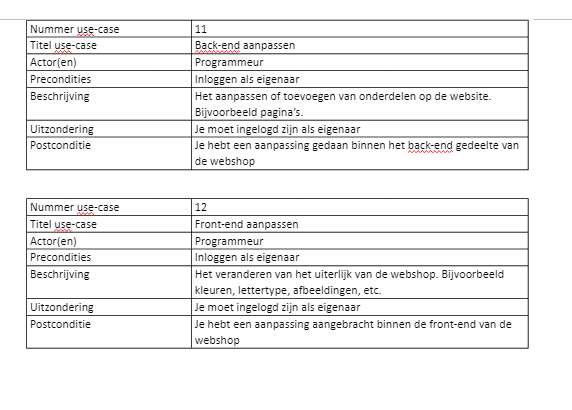 Nummer use-case 11
Titel use-case Back-end aanpassen
Actor(en) Programmeur
Precondities Inloggen als eigenaar
Beschrijving Het aanpassen of toevoegen van onderdelen op de website.
Bijvoorbeeld pagina's.
Uitzondering Je moet ingelogd zijn als eigenaar
Postconditie Je hebt een aanpassing gedaan binnen het back-end gedeelte van
de webshop
Nummer use-case 12
Titel use-case Front-end aanpassen
Actor(en) Programmeur
Precondities Inloggen als eigenaar
Beschrijving Het veranderen van het uiterlijk van de webshop. Bijvoorbeeld
kleuren, lettertype, afbeeldingen, etc.
Uitzondering Je moet ingelogd zijn als eigenaar
Postconditie Je hebt een aanpassing aangebracht binnen de front-end van de
webshop